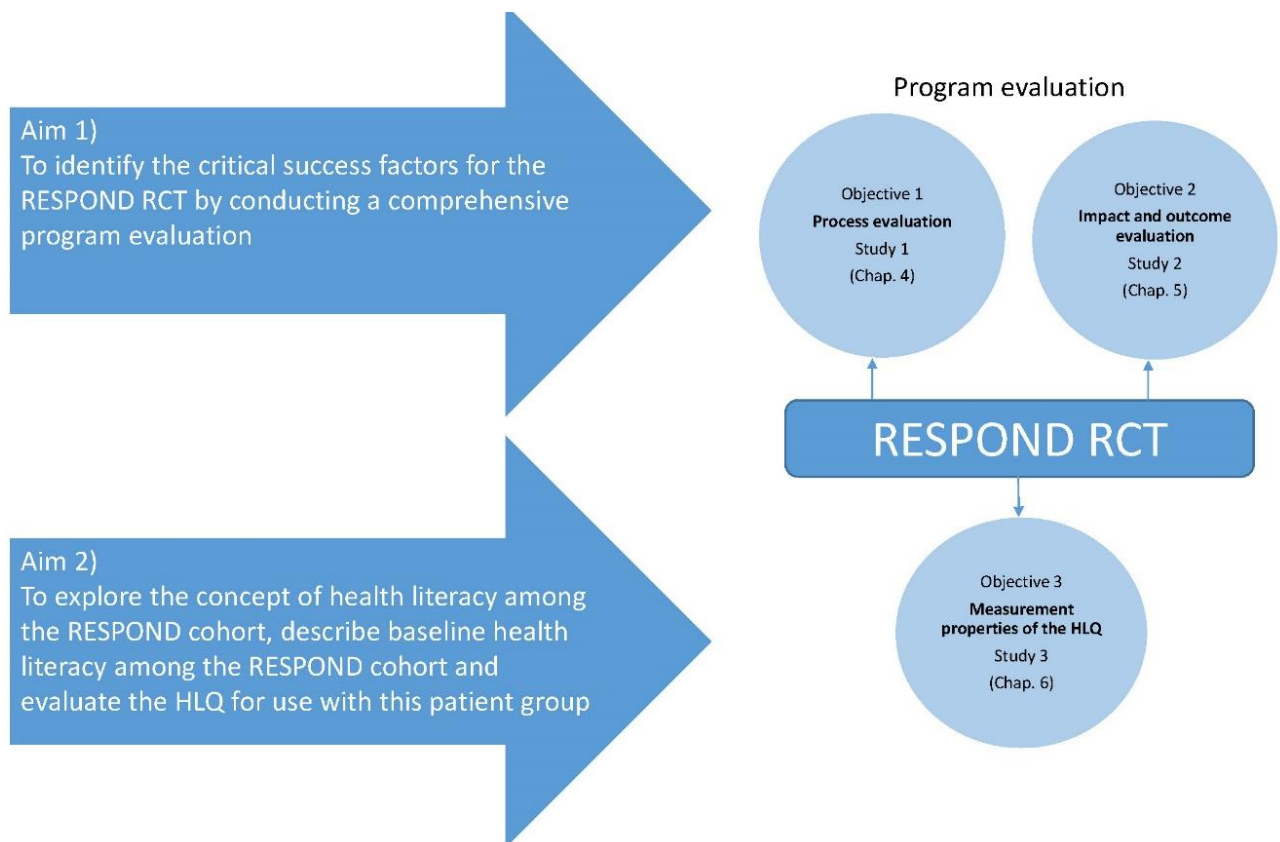 Aim 1)
To identify the critical success factors for the
RESPOND RCT by conducting a comprehensive
program evaluation
Program evaluation
Objective 1
Process evaluation
Study 1
(Chap. 4)
Objective 2
Impact and outcome
evaluation
Study 2
(Chap. 5)
RESPOND RCT
Aim 2)
To explore the concept of health literacy among
the RESPOND cohort, describe baseline health
literacy among the RESPOND cohort and
evaluate the HLQ for use with this patient group
Objective 3
Measurement
properties of the HLQ
Study 3
(Chap. 6)